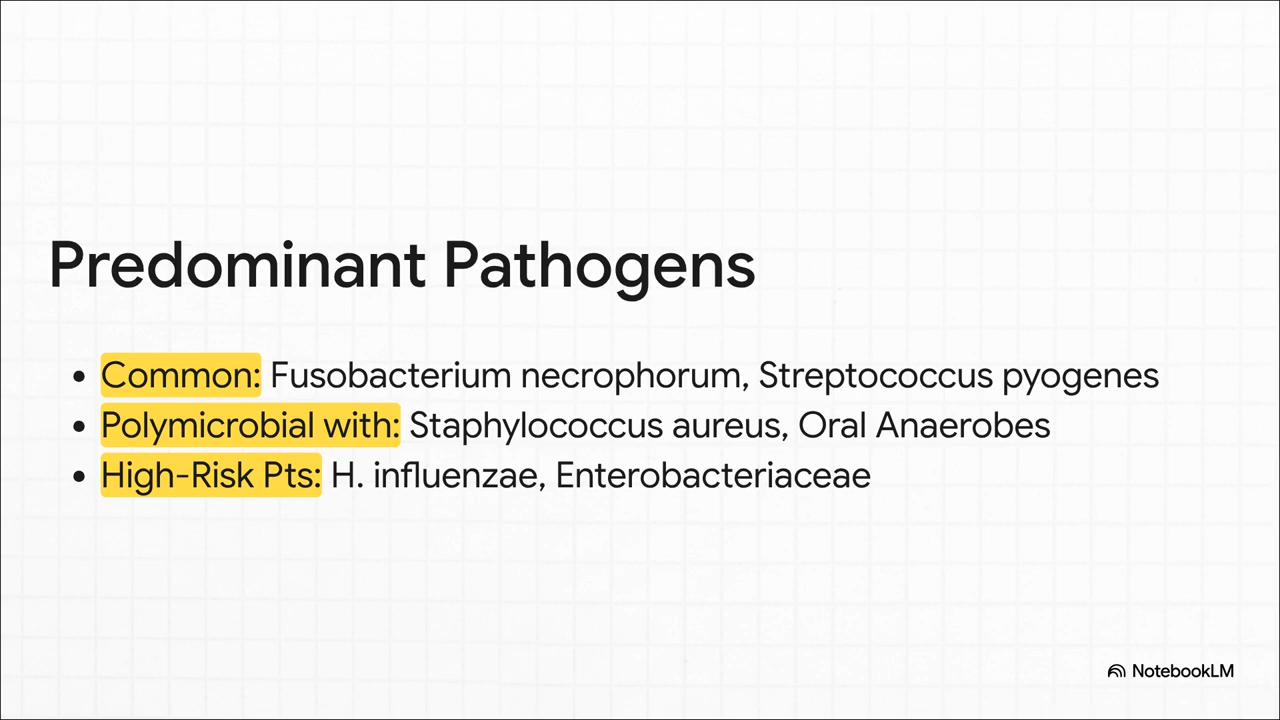 Predominant Pathogens
• Common: Fusobacterium necrophorum, Streptococcus pyogenes
• Polymicrobial with: Staphylococcus aureus, Oral Anaerobes
• High-Risk Pts: H. influenzae, Enterobacteriaceae
NotebookLM